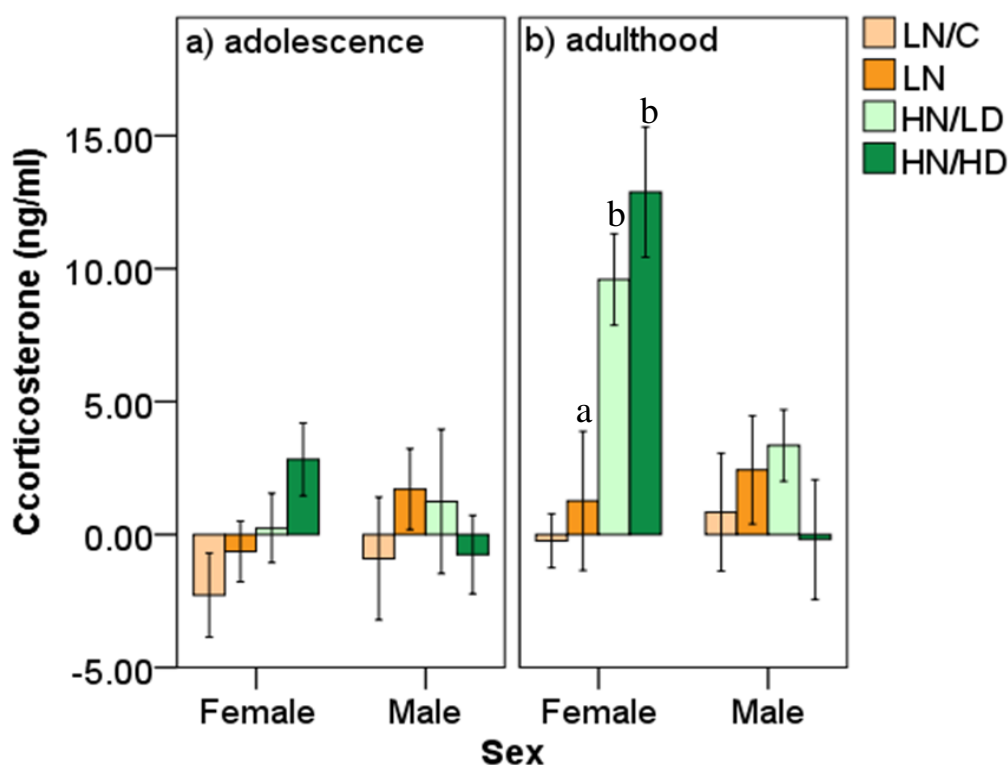 a) adolescence
b) adulthood
LN/C
LN
HN/LD
HN/HD
Ccorticosterone (ng/ml)
15.00
10.00
5.00
0.00
-5.00
b
b
a
Female
Male
Female
Male
Sex